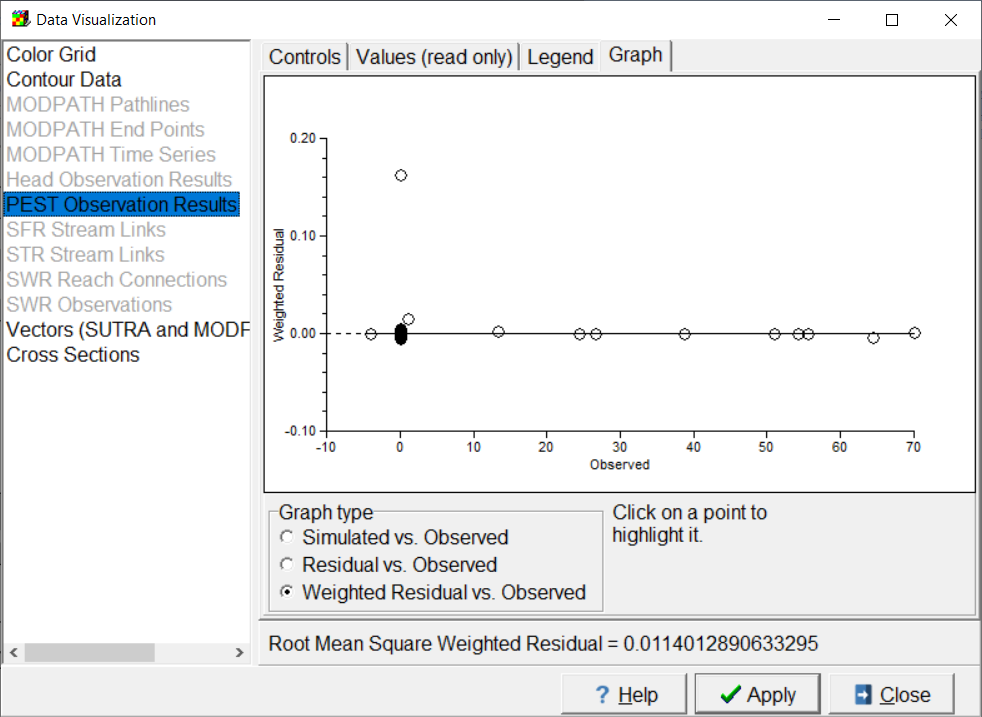 Data Visualization
Color Grid
Contour Data
MODPATH Pathlines
MODPATH End Points
MODPATH Time Series
Head Observation Results
PEST Observation Results
SFR Stream Links
STR Stream Links
SWR Reach Connections
SWR Observations
Vectors (SUTRA and MODF
Cross Sections
Controls
Values (read only)
Legend
Graph
0.20
0.10
0.00
-0.10
Weighted Residual
-10 0 10 20 30 40 50 60 70
Observed
Graph type
Simulated vs. Observed
Residual vs. Observed
Weighted Residual vs. Observed
Click on a point to
highlight it.
Root Mean Square Weighted Residual = 0.0114012890633295
? Help
Apply
Close